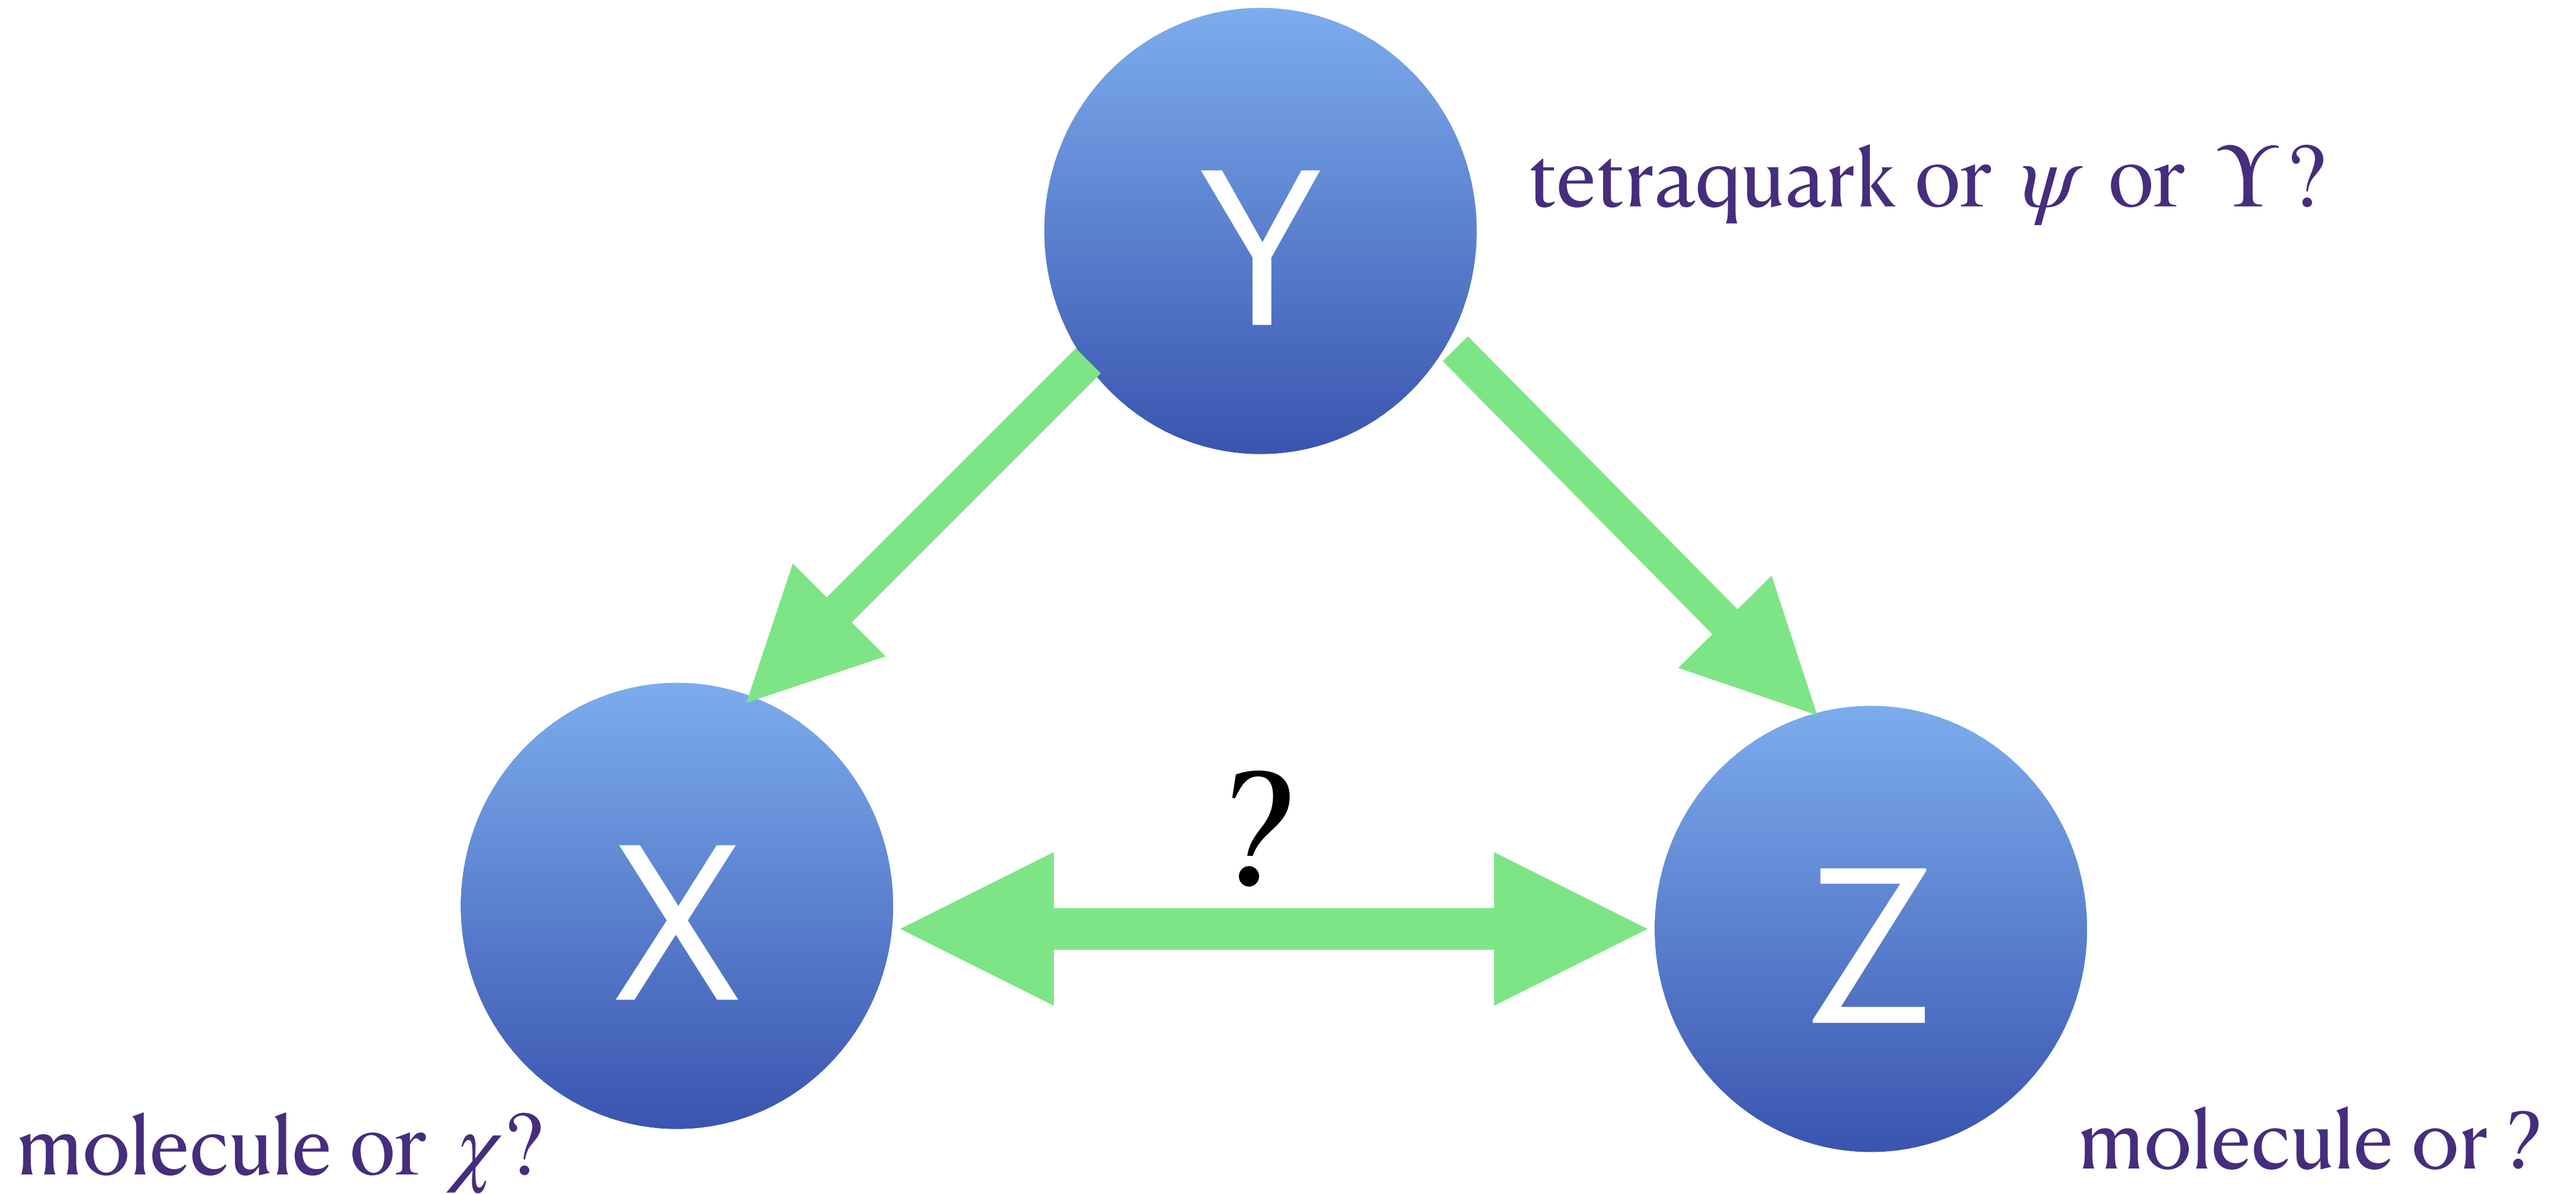 Y
tetraquark or ψ or ϒ?
?
X
Z
molecule or χ?
molecule or ?